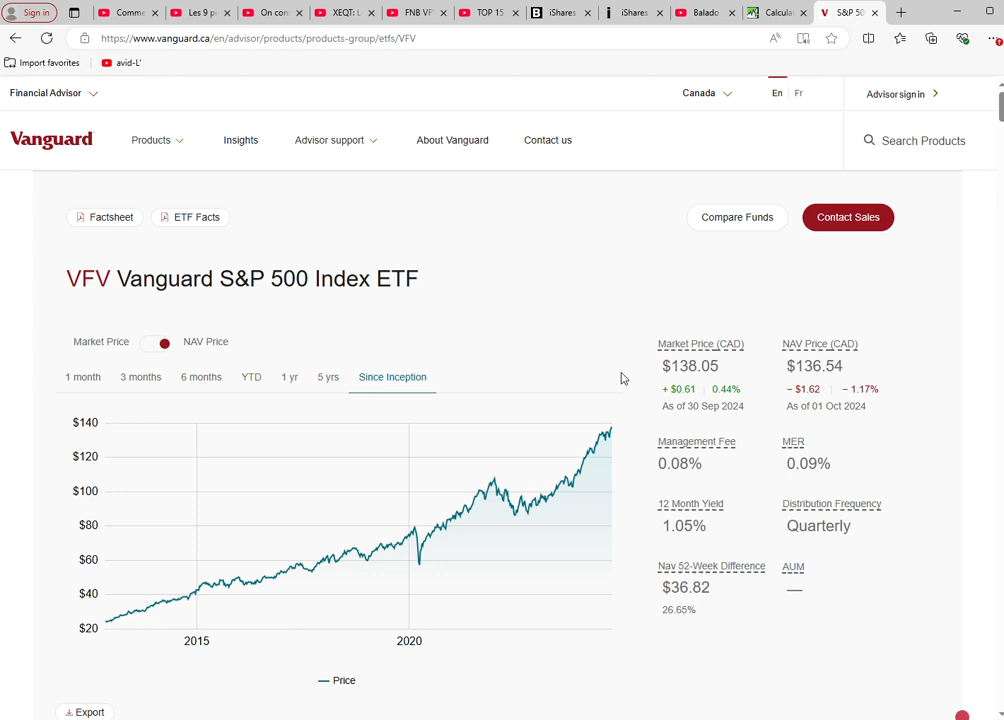 Sign in Comme Les 9 pi On cons XEQT: L FNB VF TOP 15 iShares iShares Balado Calcula S&P 50
https://www.vanguard.ca/en/advisor/products/products-group/etfs/VFV
Import favorites avid-L'
Financial Advisor Canada En Fr Advisor sign in
Vanguard Products Insights Advisor support About Vanguard Contact us Search Products
Factsheet ETF Facts Compare Funds Contact Sales
VFV Vanguard S&P 500 Index ETF
Market Price NAV Price
1 month 3 months 6 months YTD 1 yr 5 yrs Since Inception
Market Price (CAD) NAV Price (CAD)
$138.05 $136.54
+ $0.61 0.44% − $1.62 − 1.17%
As of 30 Sep 2024 As of 01 Oct 2024
Management Fee MER
0.08% 0.09%
12 Month Yield Distribution Frequency
1.05% Quarterly
Nav 52-Week Difference AUM
$36.82 —
26.65%
$140
$120
$100
$80
$60
$40
$20
2015 2020
Price
Export